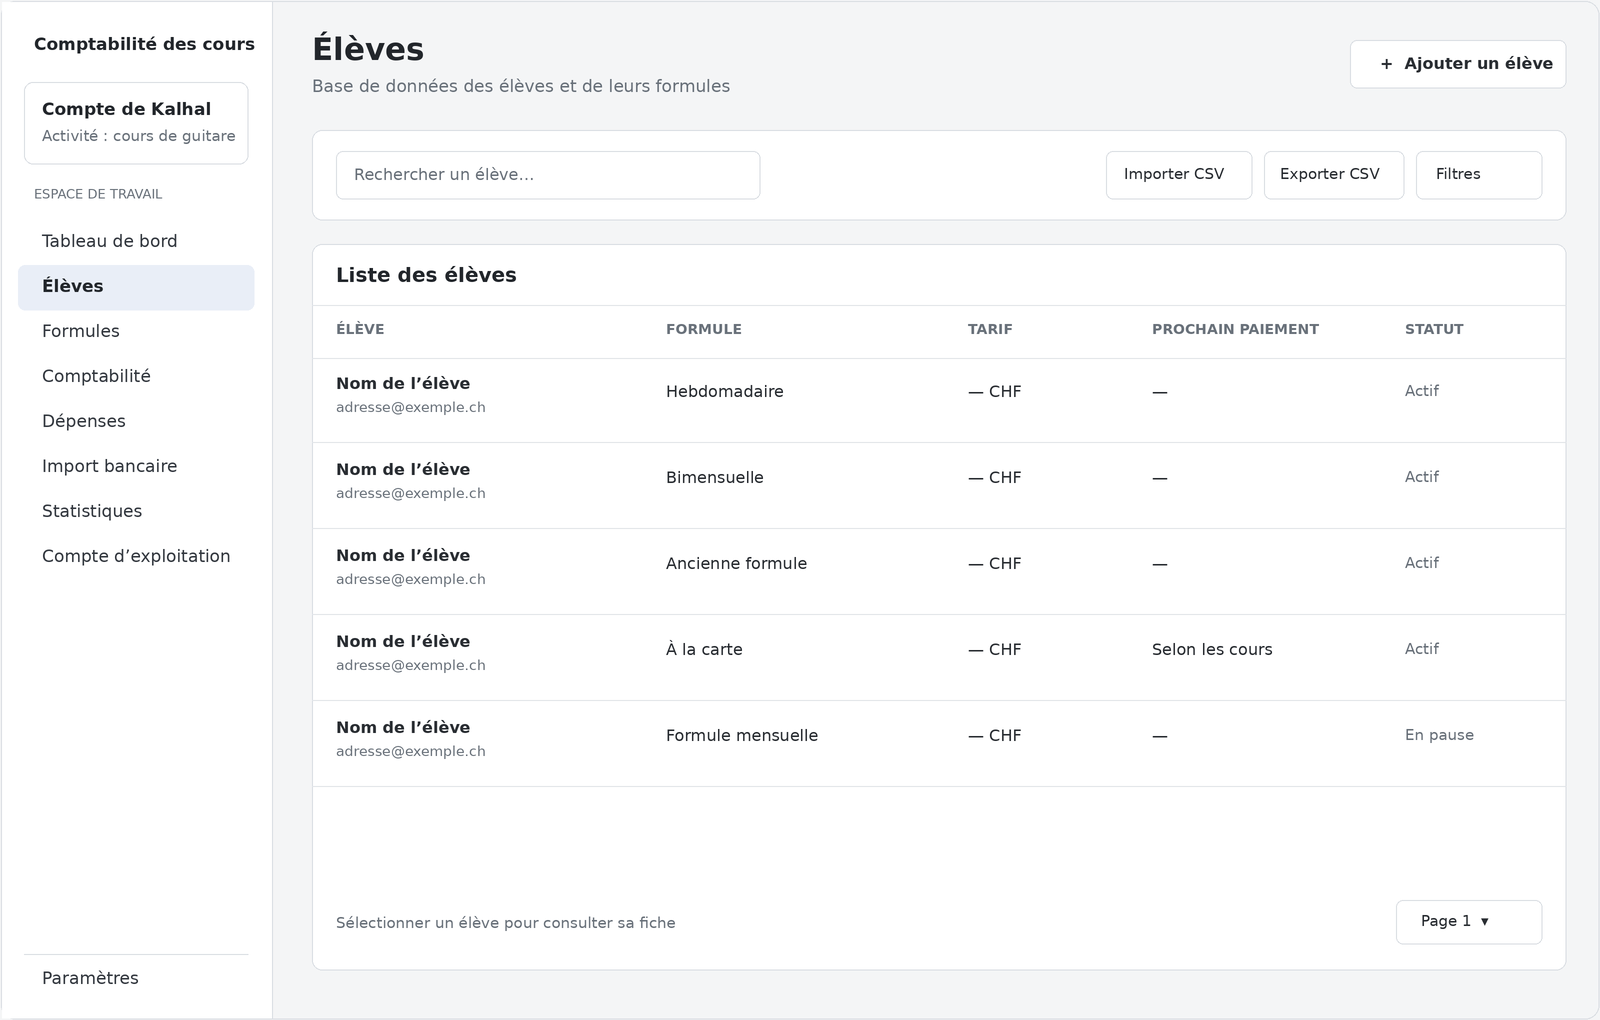 Comptabilité des cours
Compte de Kalhal
Activité : cours de guitare
ESPACE DE TRAVAIL
Tableau de bord
Élèves
Formules
Comptabilité
Dépenses
Import bancaire
Statistiques
Compte d’exploitation
Paramètres
Élèves
Base de données des élèves et de leurs formules
+ Ajouter un élève
Rechercher un élève…
Importer CSV
Exporter CSV
Filtres
Liste des élèves
ÉLÈVE FORMULE TARIF PROCHAIN PAIEMENT STATUT
Nom de l’élève
adresse@exemple.ch
Hebdomadaire — CHF — Actif
Nom de l’élève
adresse@exemple.ch
Bimensuelle — CHF — Actif
Nom de l’élève
adresse@exemple.ch
Ancienne formule — CHF — Actif
Nom de l’élève
adresse@exemple.ch
À la carte — CHF Selon les cours Actif
Nom de l’élève
adresse@exemple.ch
Formule mensuelle — CHF — En pause
Sélectionner un élève pour consulter sa fiche
Page 1 ▾